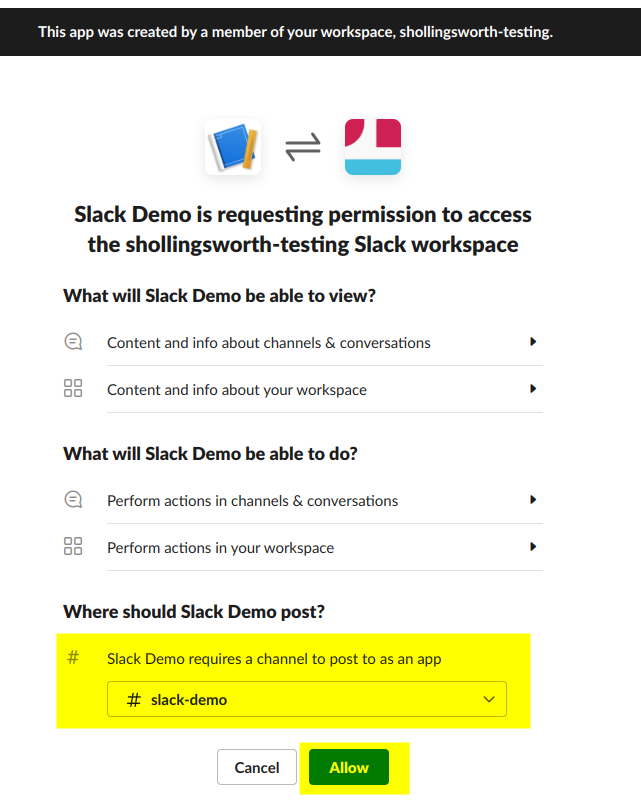 This app was created by a member of your workspace, shollingsworth-testing.
Slack Demo is requesting permission to access
the shollingsworth-testing Slack workspace
What will Slack Demo be able to view?
Content and info about channels & conversations
Content and info about your workspace
What will Slack Demo be able to do?
Perform actions in channels & conversations
Perform actions in your workspace
Where should Slack Demo post?
# Slack Demo requires a channel to post to as an app
# slack-demo
Cancel Allow